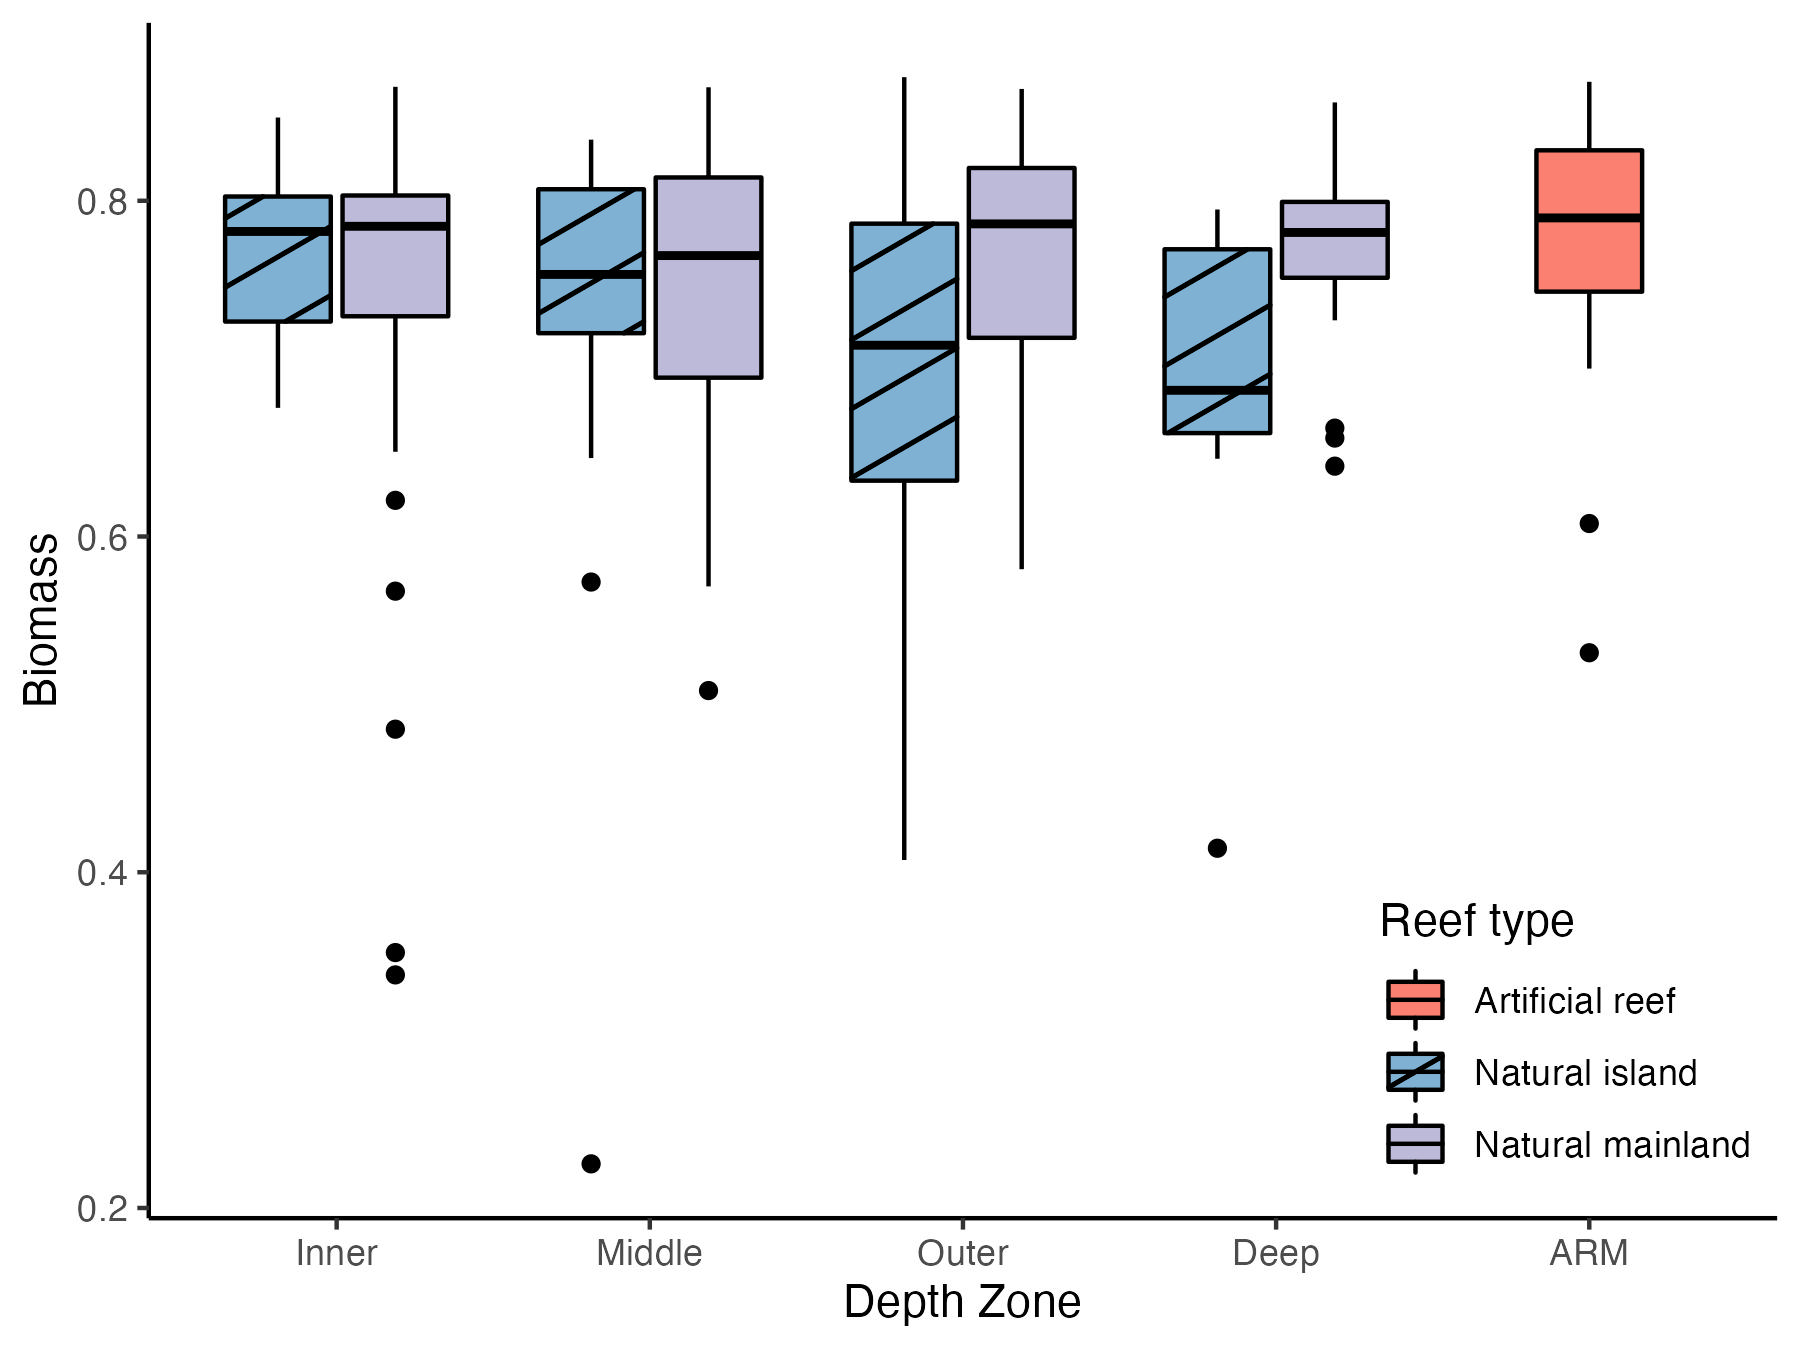 0.8
0.6
0.4
0.2
Biomass
Inner
Middle
Outer
Deep
ARM
Depth Zone
Reef type
Artificial reef
Natural island
Natural mainland